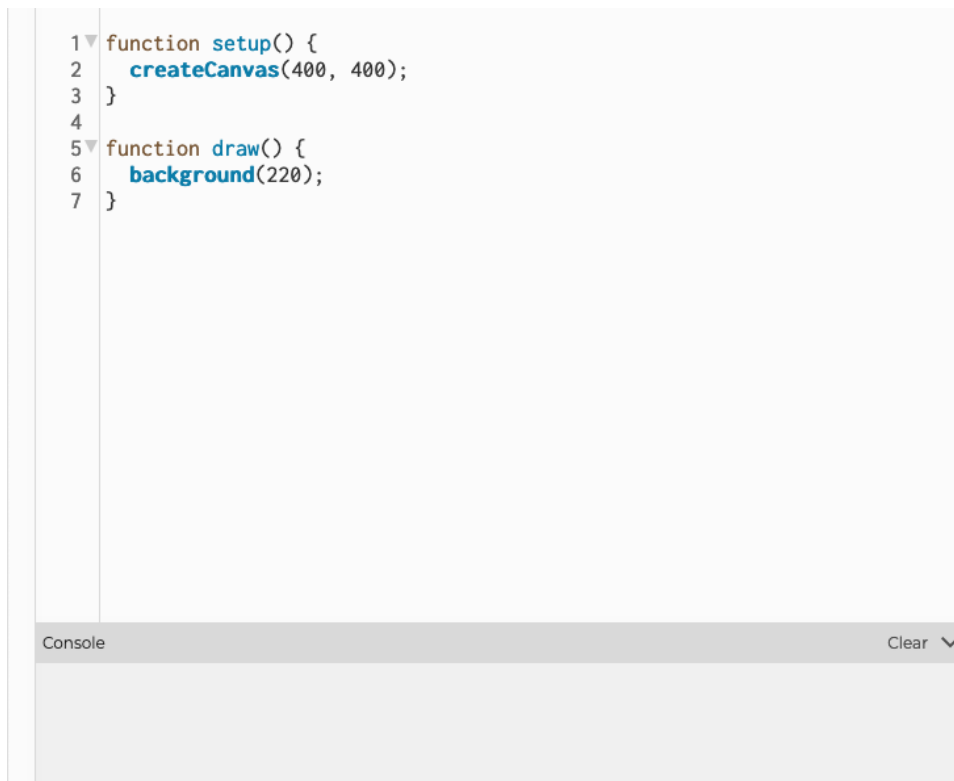 1 function setup() {
2 createCanvas(400, 400);
3 }
4
5 function draw() {
6 background(220);
7 }
Console Clear